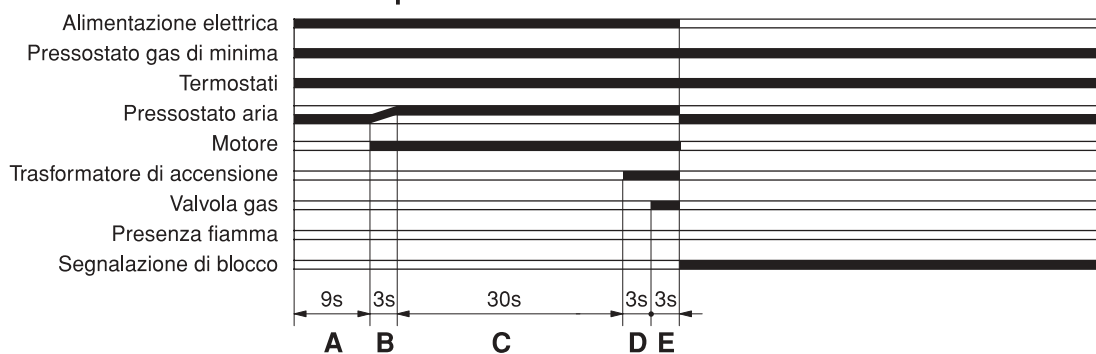 Alimentazione elettrica
Pressostato gas di minima
Termostati
Pressostato aria
Motore
Trasformatore di accensione
Valvola gas
Presenza fiamma
Segnalazione di blocco
9s 3s 30s 3s 3s
A B C D E